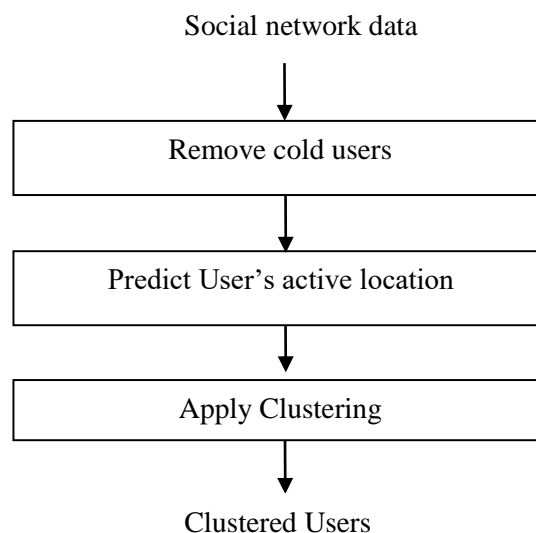 Social network data
Remove cold users
Predict User’s active location
Apply Clustering
Clustered Users